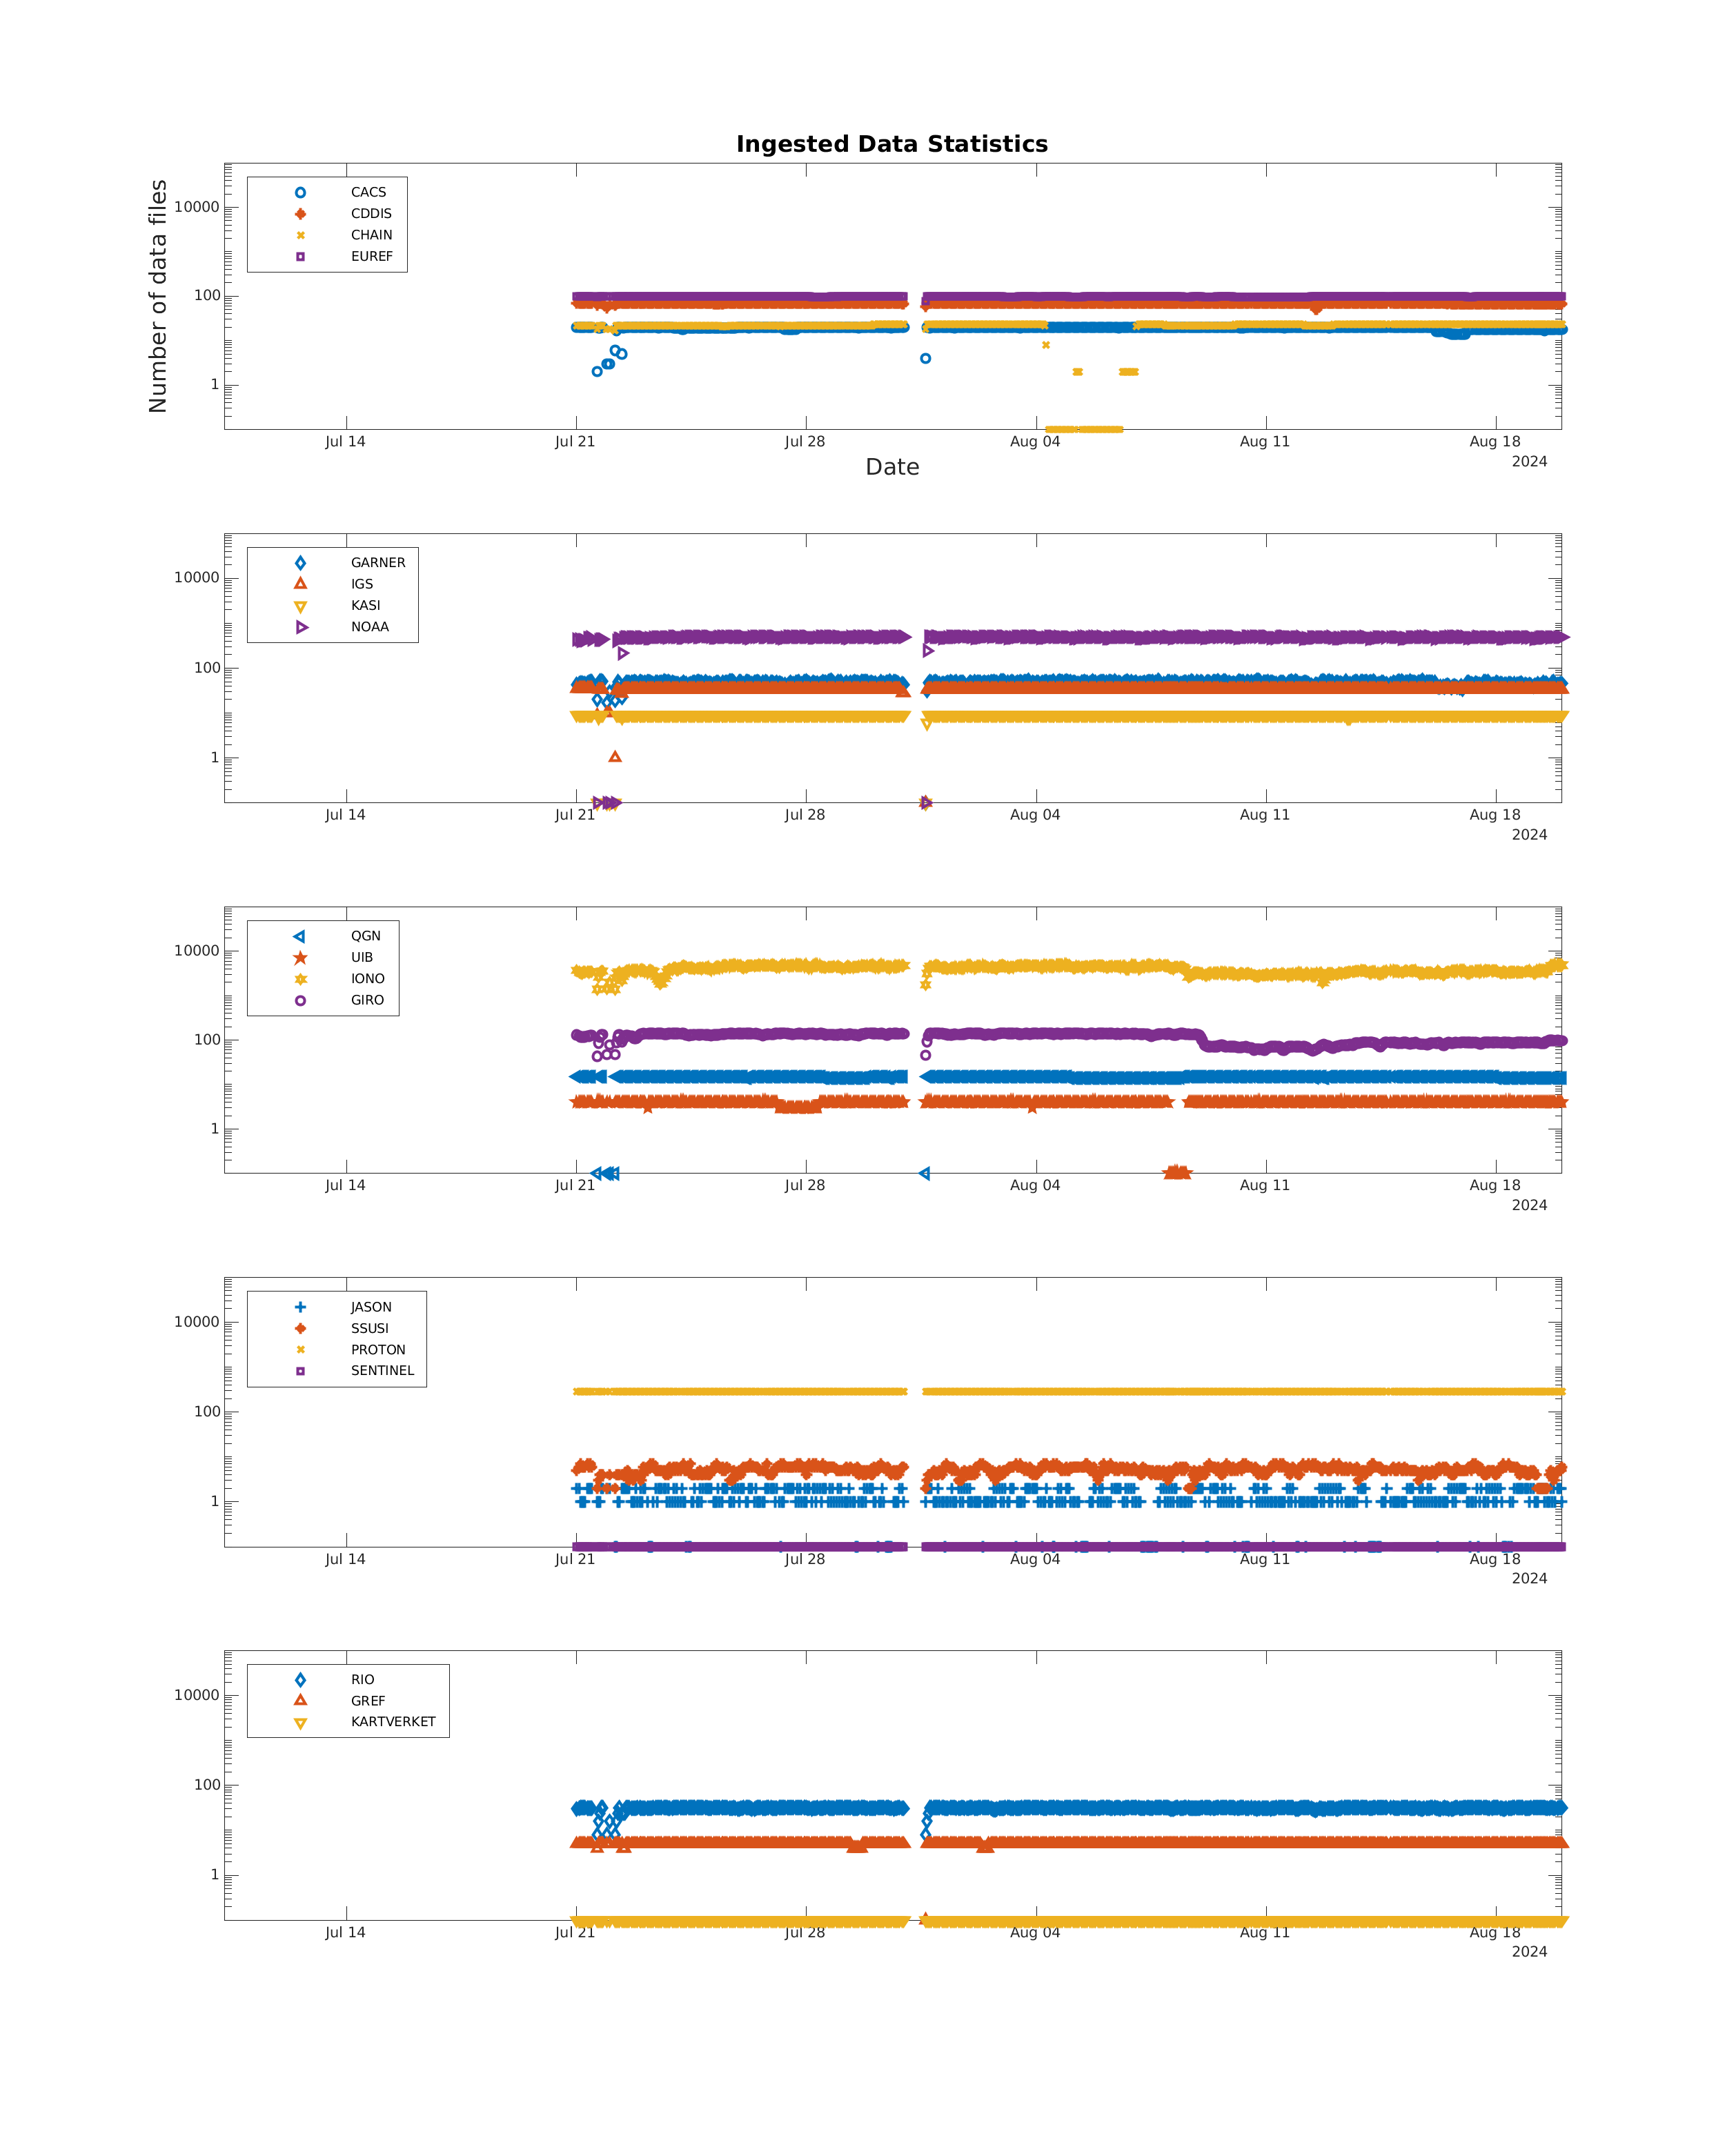 Ingested Data Statistics
Number of data files
CACS
CDDIS
CHAIN
EUREF
10000
100
1
Jul 14 Jul 21 Jul 28 Aug 04 Aug 11 Aug 18
2024
Date
GARNER
IGS
KASI
NOAA
10000
100
1
Jul 14 Jul 21 Jul 28 Aug 04 Aug 11 Aug 18
2024
QGN
UIB
IONO
GIRO
10000
100
1
Jul 14 Jul 21 Jul 28 Aug 04 Aug 11 Aug 18
2024
JASON
SSUSI
PROTON
SENTINEL
10000
100
1
Jul 14 Jul 21 Jul 28 Aug 04 Aug 11 Aug 18
2024
RIO
GREF
KARTVERKET
10000
100
1
Jul 14 Jul 21 Jul 28 Aug 04 Aug 11 Aug 18
2024